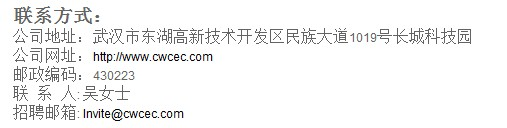 联系方式：
公司地址：武汉市东湖高新技术开发区民族大道1019号长城科技园
公司网址：http://www.cwcec.com
邮政编码：430223
联 系 人:吴女士
招聘邮箱: Invite@cwcec.com